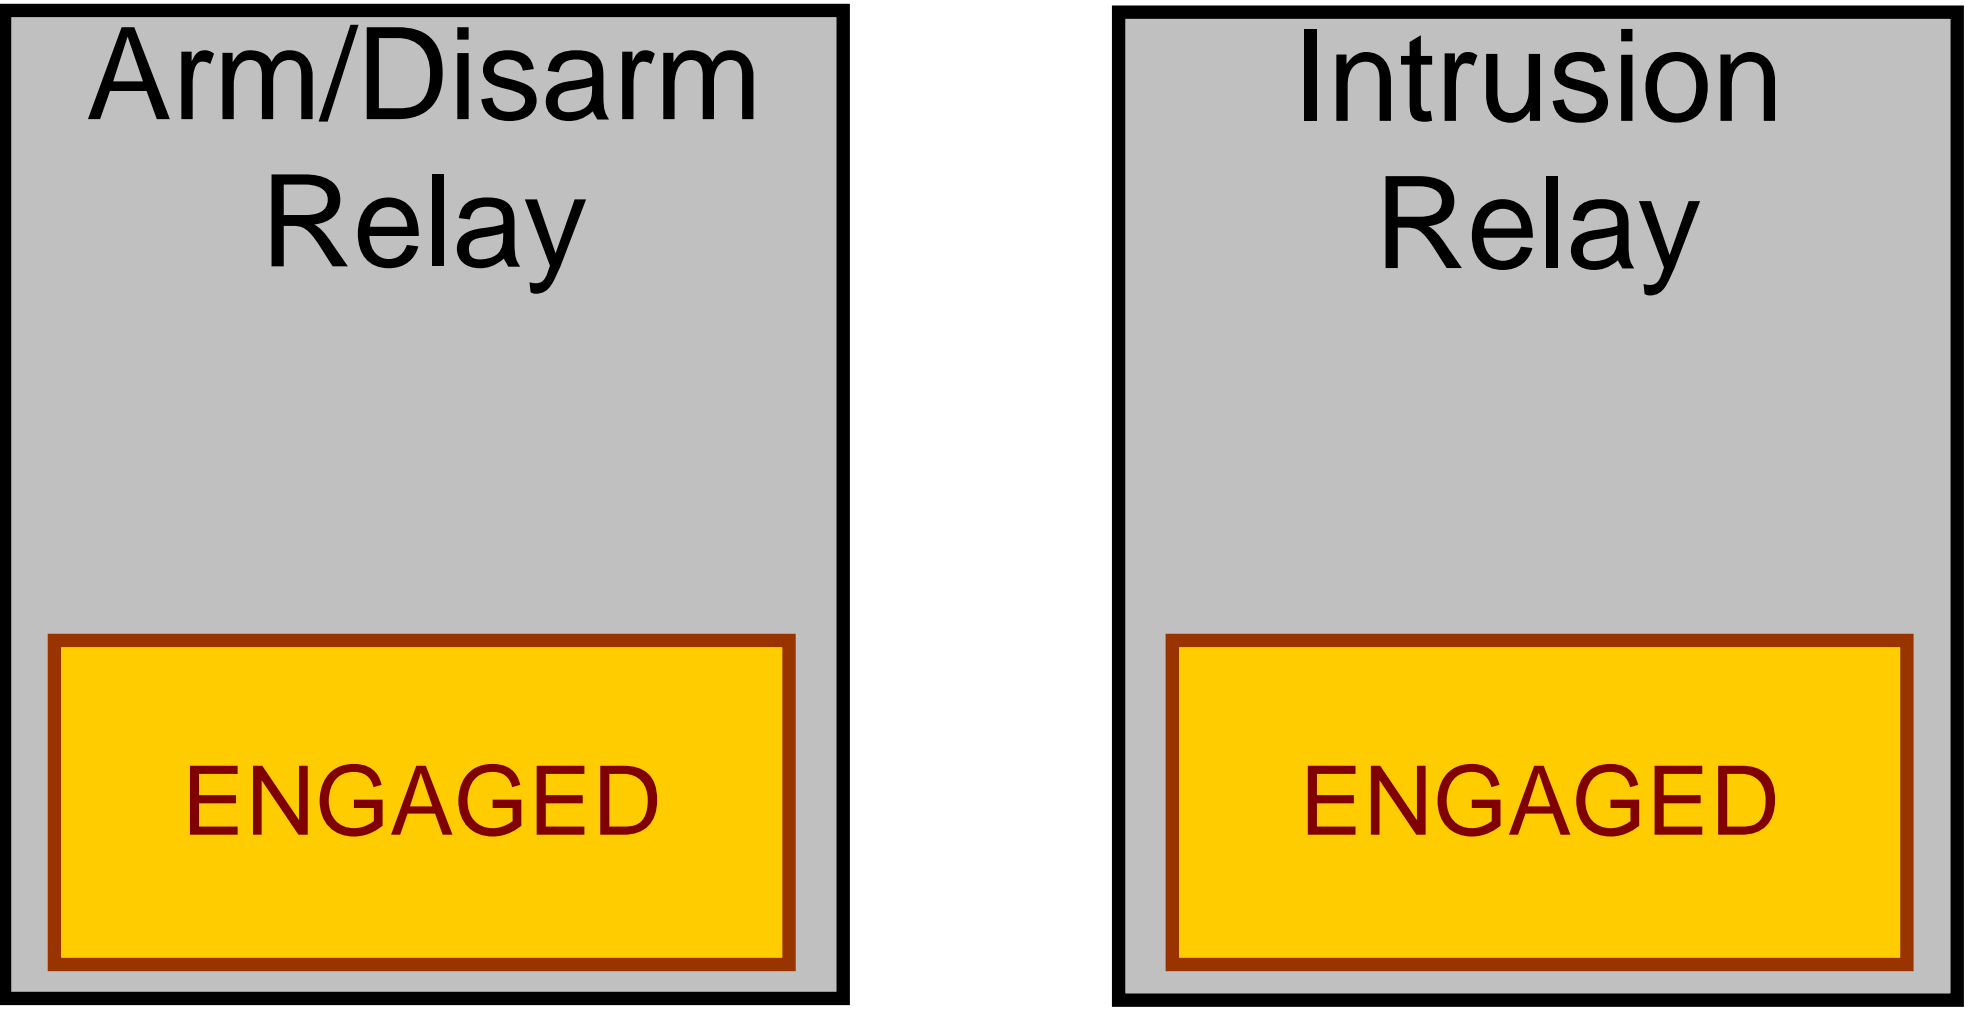 Arm/Disarm
Relay
ENGAGED
Intrusion
Relay
ENGAGED